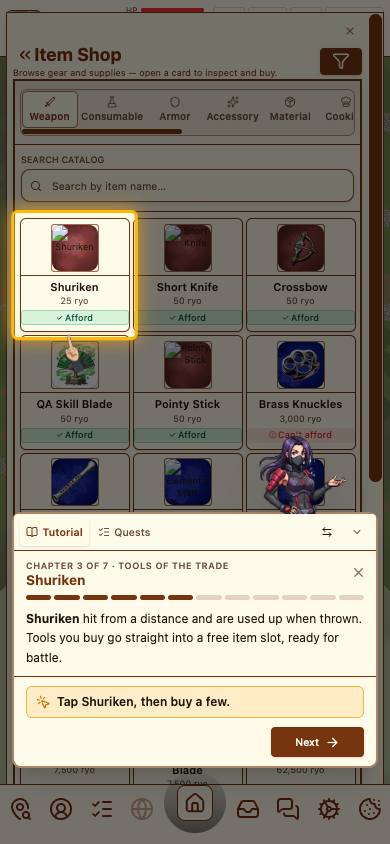 HP
Item Shop
Browse gear and supplies — open a card to inspect and buy.
Weapon
Consumable
Armor
Accessory
Material
Cooki
SEARCH CATALOG
Search by item name...
Shuriken
Short Knife
Shuriken
Short Knife
Crossbow
25 ryo
50 ryo
50 ryo
Afford
Afford
Afford
Pointy Stick
QA Skill Blade
Pointy Stick
Brass Knuckles
50 ryo
50 ryo
3,000 ryo
Afford
Afford
Can't afford
Tutorial
Quests
CHAPTER 3 OF 7 · TOOLS OF THE TRADE
Shuriken
Shuriken hit from a distance and are used up when thrown.
Tools you buy go straight into a free item slot, ready for
battle.
Tap Shuriken, then buy a few.
Next
7,500 ryo
Blade
62,500 ryo